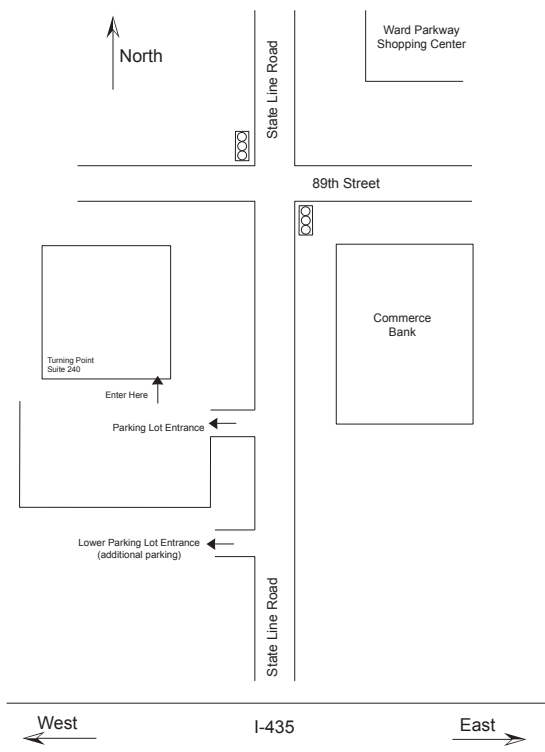 North
State Line Road
Ward Parkway
Shopping Center
89th Street
Commerce
Bank
Turning Point
Suite 240
Enter Here
Parking Lot Entrance
Lower Parking Lot Entrance
(additional parking)
State Line Road
West
I-435
East